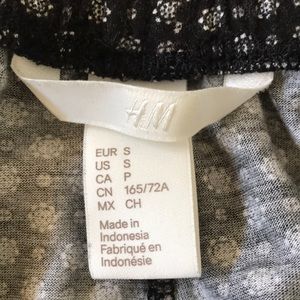 H&M
EUR S
US S
CA P
CN 165/72A
MX CH
Made in
Indonesia
Fabriqué en
Indonésie